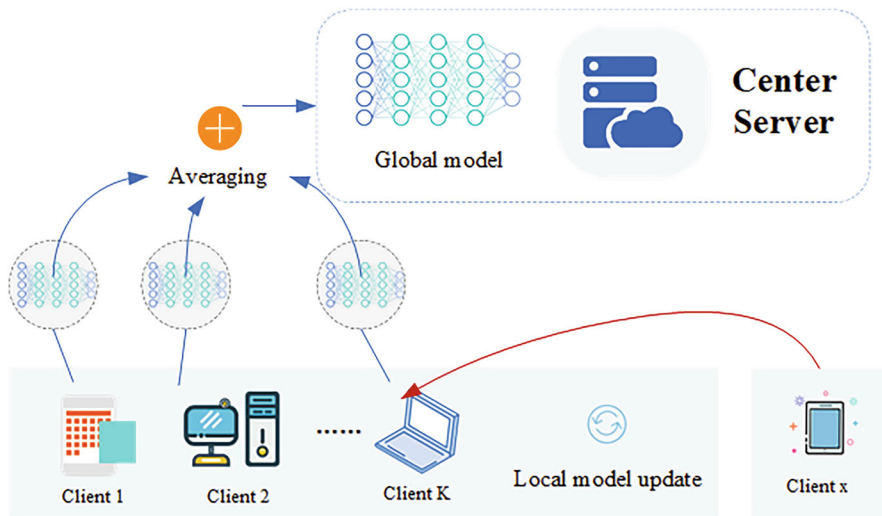 Center
Server
Global model
Averaging
......
Client 1
Client 2
Client K
Local model update
Client x